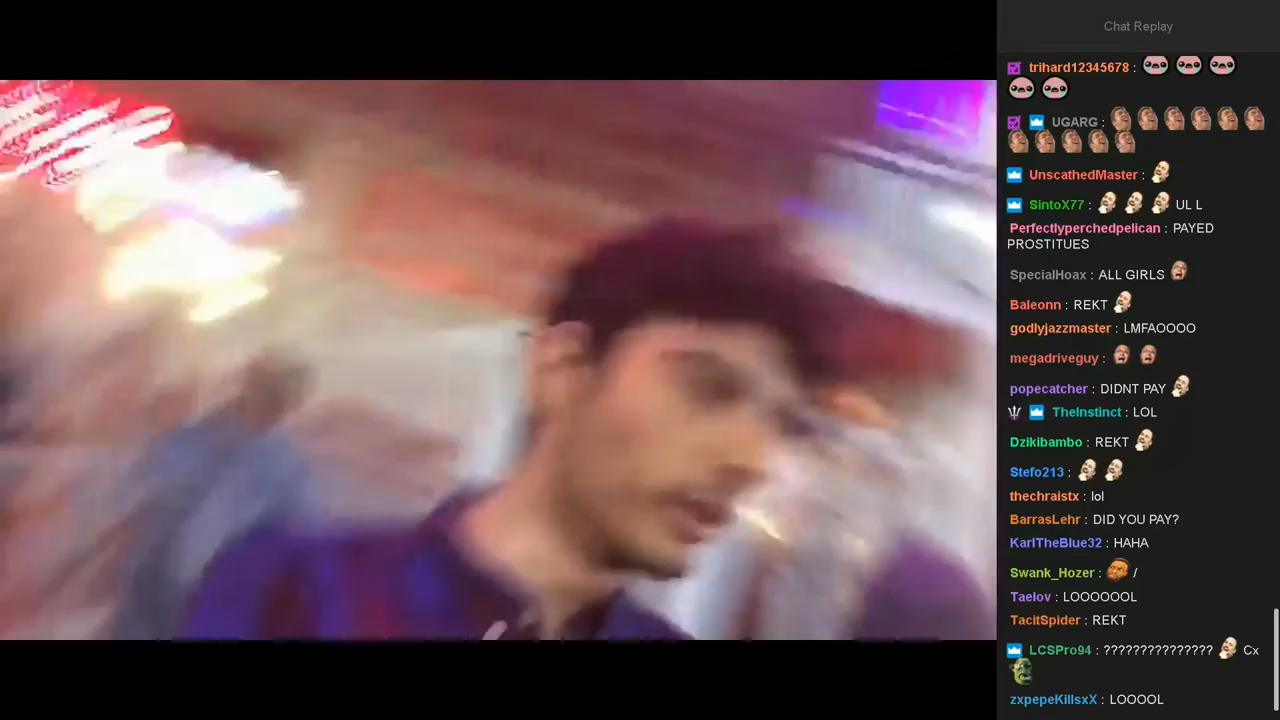 Chat Replay
trihard12345678 :
UGARG :
UnscathedMaster :
SintoX77 : UL L
Perfectlyperchedpelican : PAYED
PROSTITUES
SpecialHoax : ALL GIRLS
Baleonn : REKT
godlyjazzmaster : LMFAOOOO
megadriveguy :
popecatcher : DIDNT PAY
TheInstinct : LOL
Dzikibambo : REKT
Stefo213 :
thechraistx : lol
BarrasLehr : DID YOU PAY?
KarlTheBlue32 : HAHA
Swank_Hozer : /
Taelov : LOOOOOOL
TacitSpider : REKT
LCSPro94 : ??????????????? Cx
zxpepeKillsxX : LOOOOL